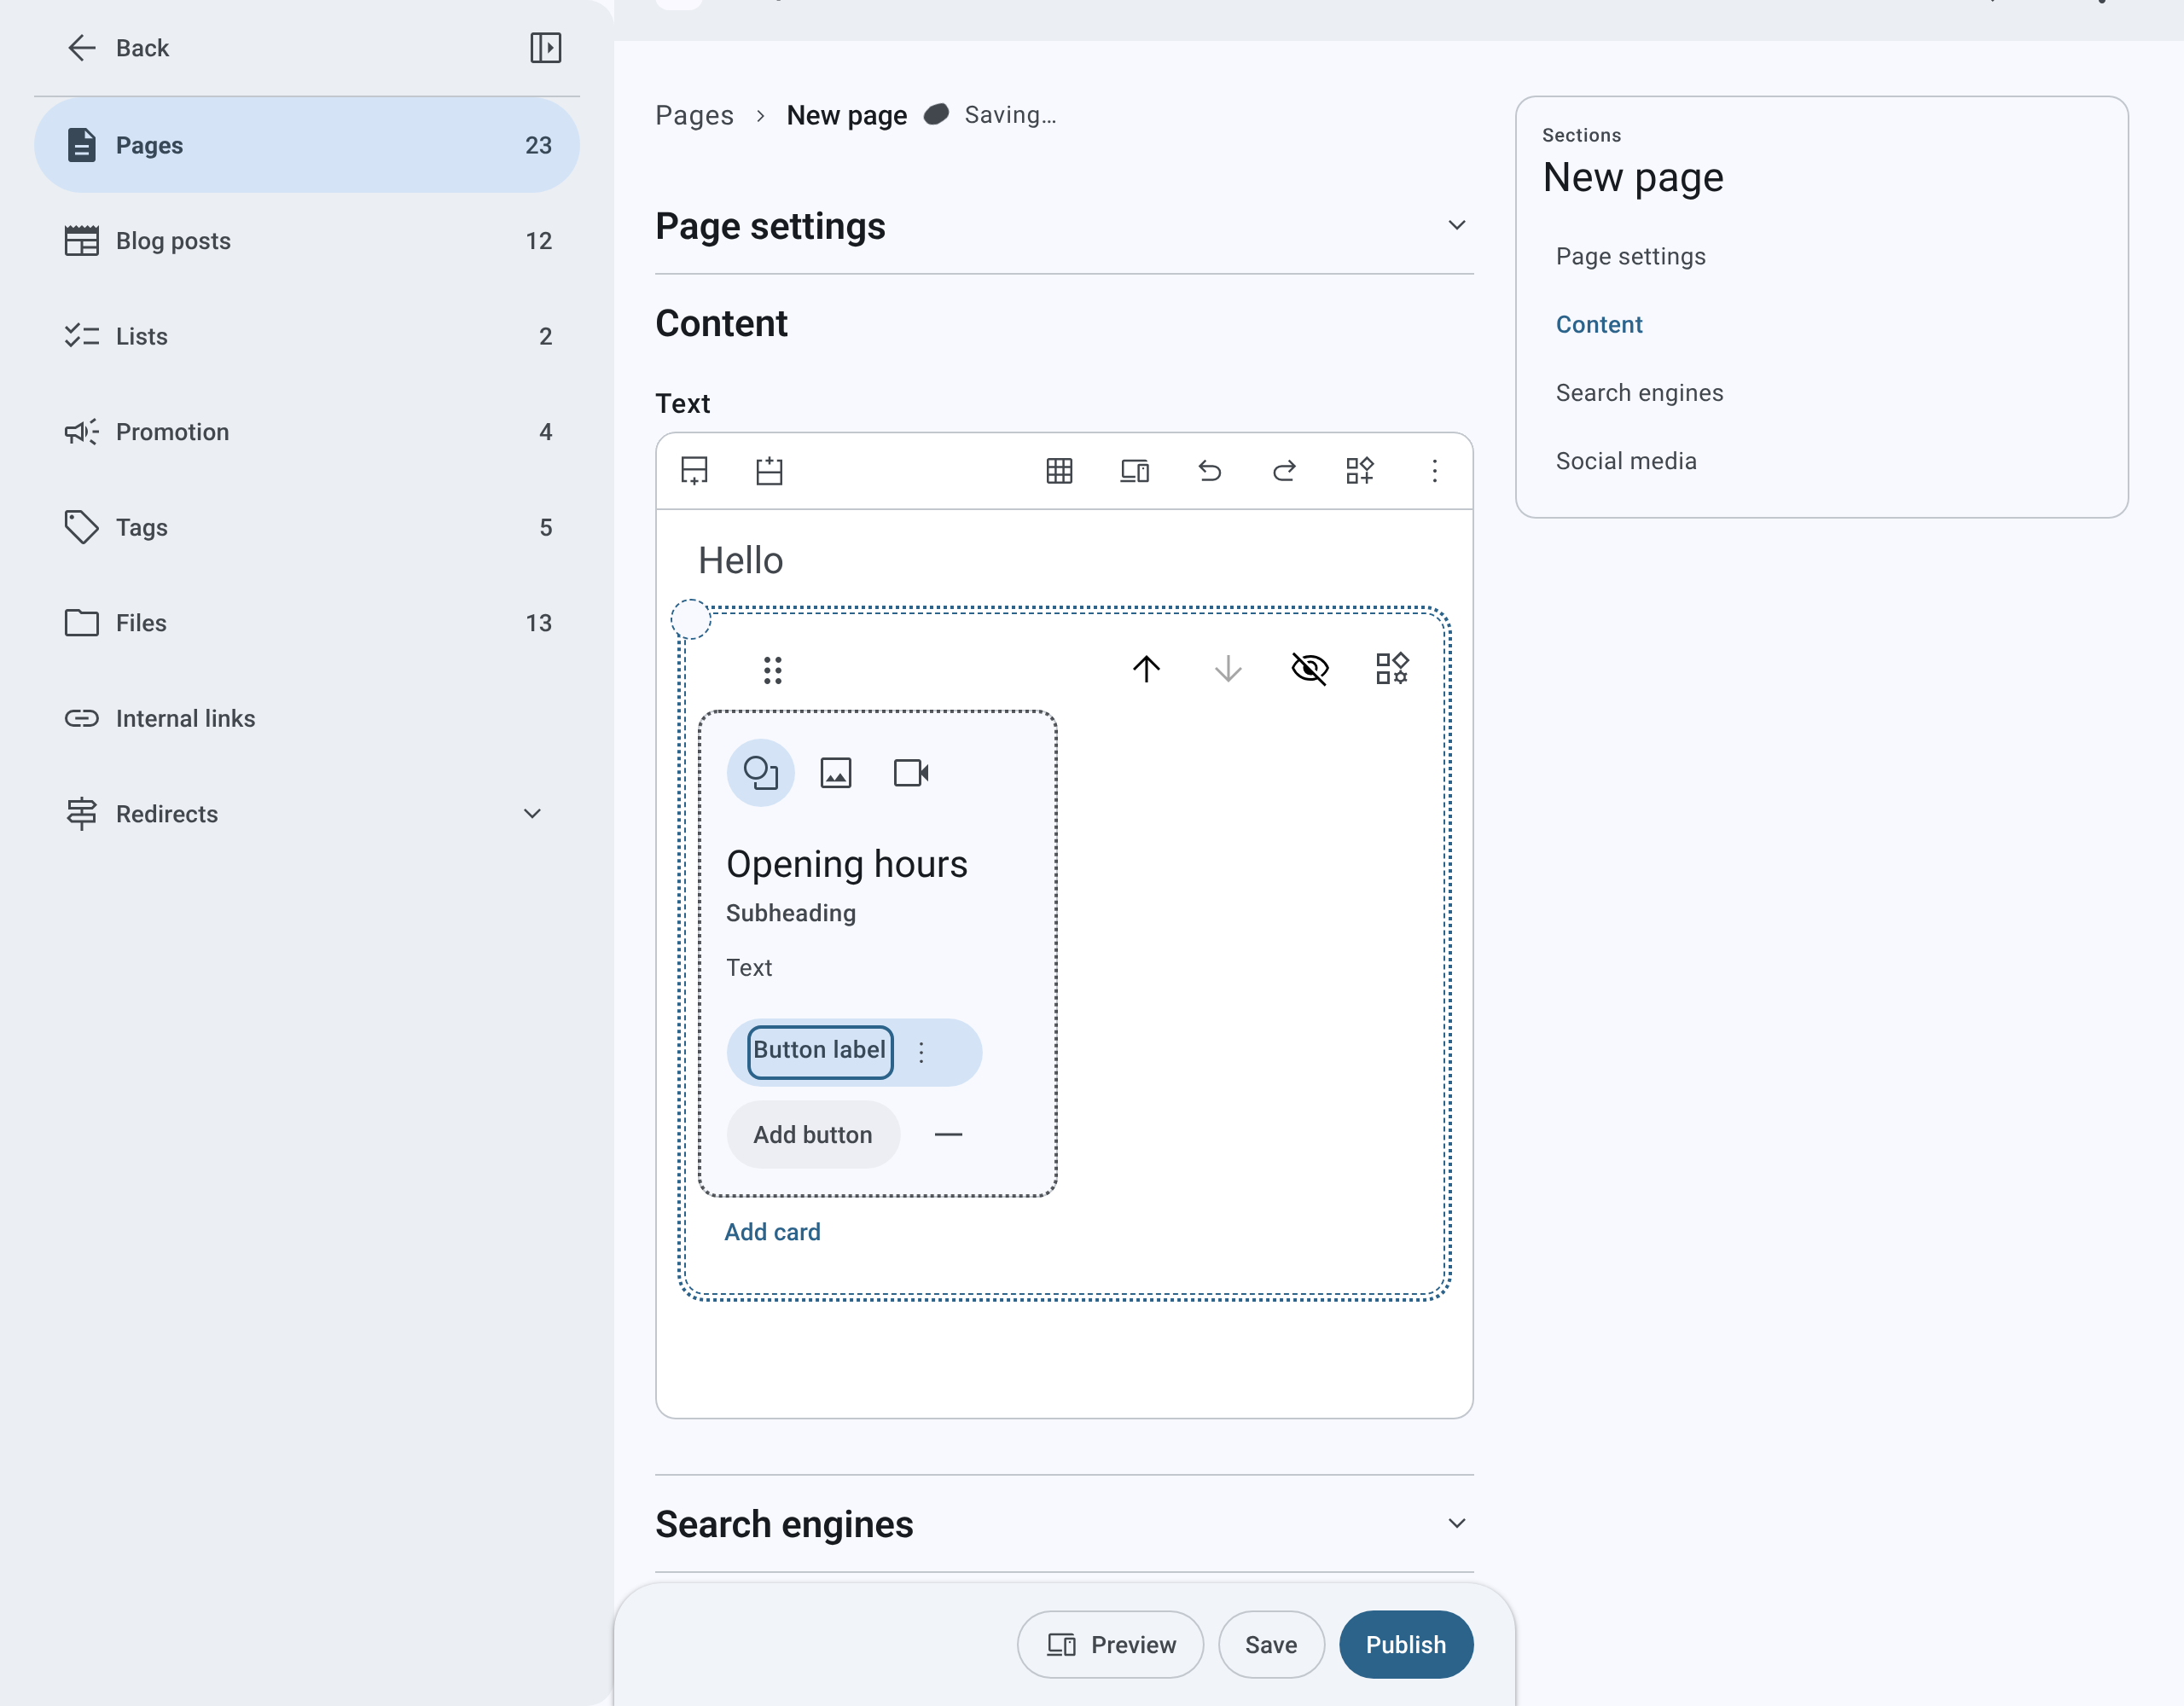 Back
Pages 23
Blog posts 12
Lists 2
Promotion 4
Tags 5
Files 13
Internal links
Redirects
Pages › New page Saving…
Page settings
Content
Text
Hello
Opening hours
Subheading
Text
Button label
Add button
Add card
Search engines
Preview Save Publish
Sections
New page
Page settings
Content
Search engines
Social media